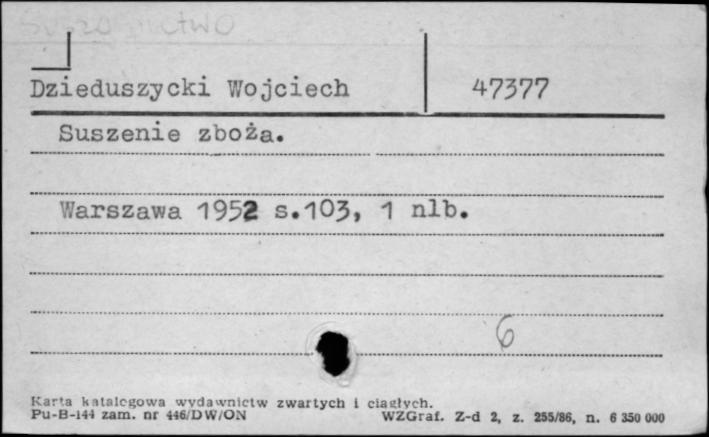 Dzieduszycki Wojciech 47377
Suszenie zboża.
Warszawa 1952 s.103, 1 nlb.
6
Karta katalogowa wydawnictw zwartych i ciągłych.
Pu-B-144 zam. nr 446/DW/ON WZGraf. Z-d 2, z. 255/86, n. 6 350 000